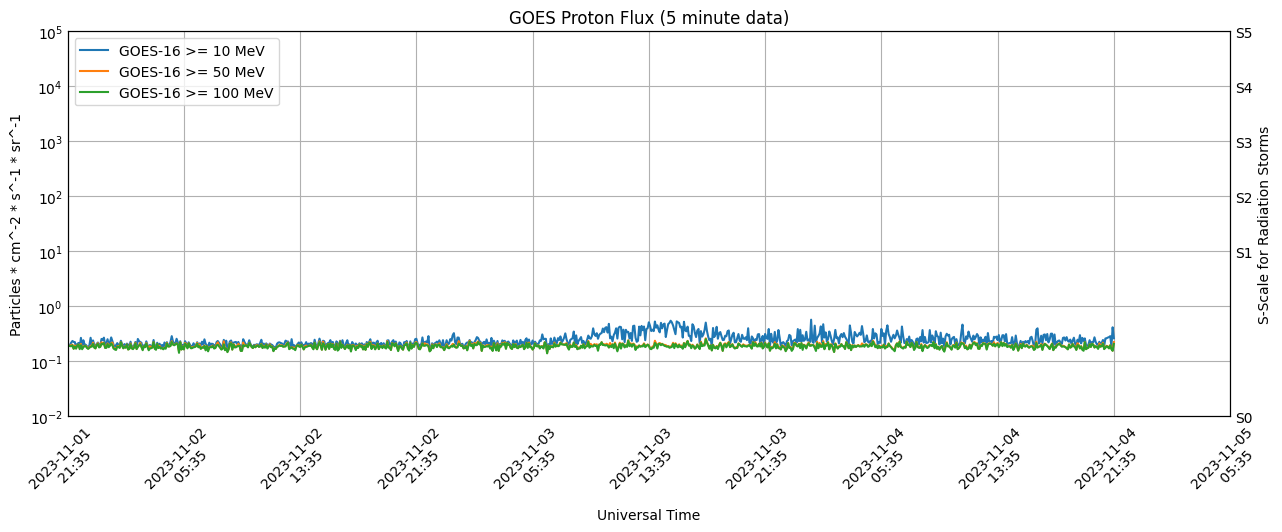 GOES Proton Flux (5 minute data)
GOES-16 >= 10 MeV
GOES-16 >= 50 MeV
GOES-16 >= 100 MeV
Particles * cm^-2 * s^-1 * sr^-1
10^5
10^4
10^3
10^2
10^1
10^0
10^-1
10^-2
S5
S4
S3
S2
S1
S0
S-Scale for Radiation Storms
2023-11-01
21:35
2023-11-02
05:35
2023-11-02
13:35
2023-11-02
21:35
2023-11-03
05:35
2023-11-03
13:35
2023-11-03
21:35
2023-11-04
05:35
2023-11-04
13:35
2023-11-04
21:35
2023-11-05
05:35
Universal Time